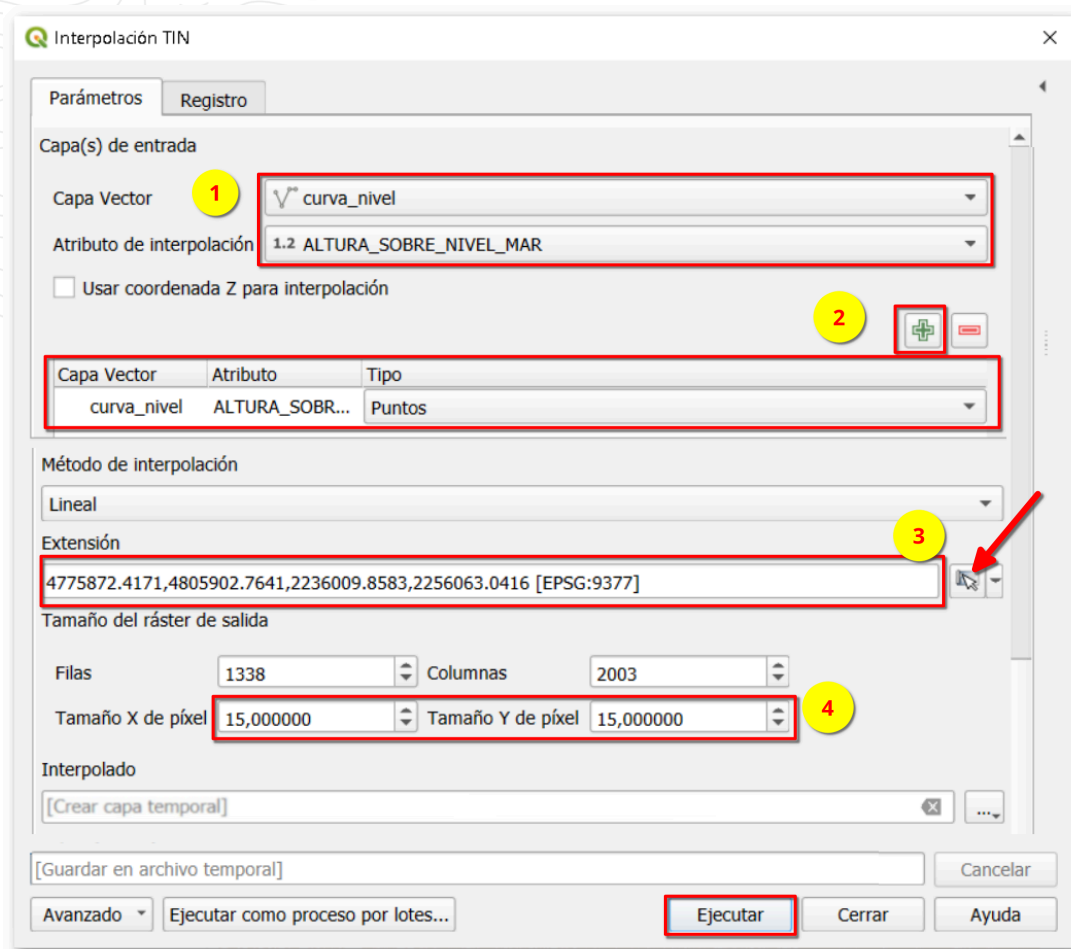 Interpolación TIN
Parámetros Registro
Capa(s) de entrada
Capa Vector 1 curva_nivel
Atributo de interpolación 1.2 ALTURA_SOBRE_NIVEL_MAR
Usar coordenada Z para interpolación
2
Capa Vector Atributo Tipo
curva_nivel ALTURA_SOBR... Puntos
Método de interpolación
Lineal
Extensión 3
4775872.4171,4805902.7641,2236009.8583,2256063.0416 [EPSG:9377]
Tamaño del ráster de salida
Filas 1338 Columnas 2003
Tamaño X de píxel 15,000000 Tamaño Y de píxel 15,000000 4
Interpolado
[Crear capa temporal] ...
[Guardar en archivo temporal] Cancelar
Avanzado Ejecutar como proceso por lotes... Ejecutar Cerrar Ayuda